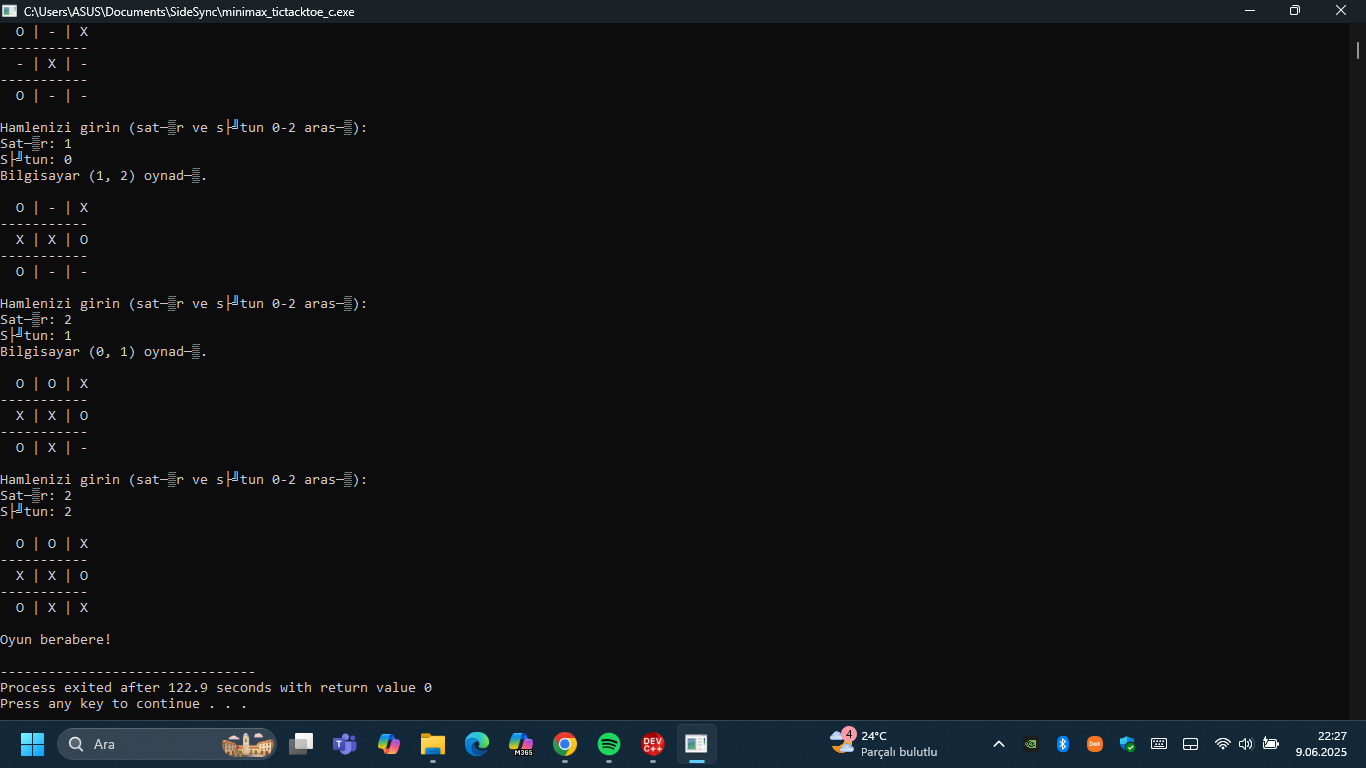 C:\Users\ASUS\Documents\SideSync\minimax_tictacktoe_c.exe
O | - | X
-----------
- | X | -
-----------
O | - | -
Hamlenizi girin (sat─▒r ve s├╝tun 0-2 aras─▒):
Sat─▒r: 1
S├╝tun: 0
Bilgisayar (1, 2) oynad─▒.
O | - | X
-----------
X | X | O
-----------
O | - | -
Hamlenizi girin (sat─▒r ve s├╝tun 0-2 aras─▒):
Sat─▒r: 2
S├╝tun: 1
Bilgisayar (0, 1) oynad─▒.
O | O | X
-----------
X | X | O
-----------
O | X | -
Hamlenizi girin (sat─▒r ve s├╝tun 0-2 aras─▒):
Sat─▒r: 2
S├╝tun: 2
O | O | X
-----------
X | X | O
-----------
O | X | X
Oyun berabere!
--------------------------------
Process exited after 122.9 seconds with return value 0
Press any key to continue . . .
Ara
M365
DEV C++
4
24°C
Parçalı bulutlu
DeX
22:27
9.06.2025